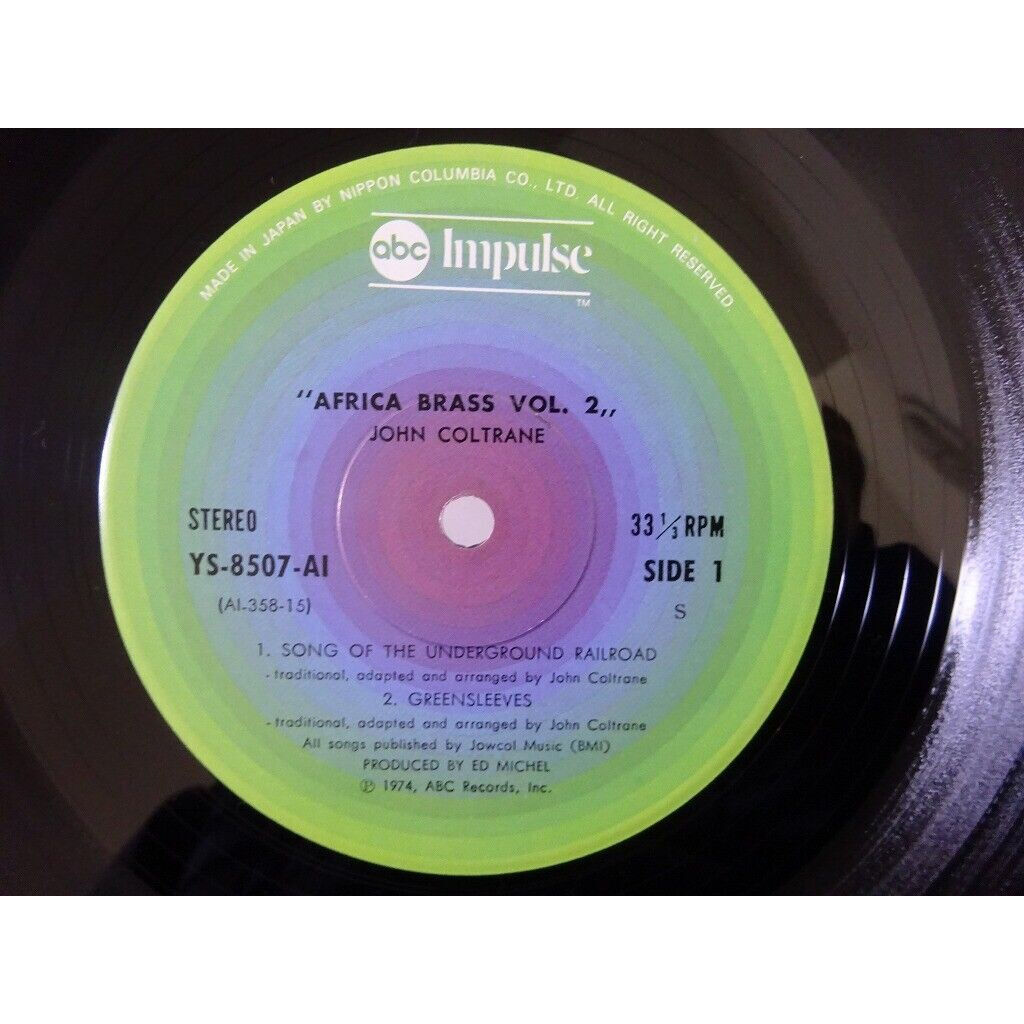 MADE IN JAPAN BY NIPPON COLUMBIA CO., LTD. ALL RIGHT RESERVED.
abc Impulse
TM
"AFRICA BRASS VOL. 2„
JOHN COLTRANE
STEREO
33 1/3 RPM
YS-8507-AI
SIDE 1
(AI-358-15)
S
1. SONG OF THE UNDERGROUND RAILROAD
- traditional, adapted and arranged by John Coltrane
2. GREENSLEEVES
- traditional, adapted and arranged by John Coltrane
All songs published by Jowcol Music (BMI)
PRODUCED BY ED MICHEL
℗ 1974, ABC Records, Inc.